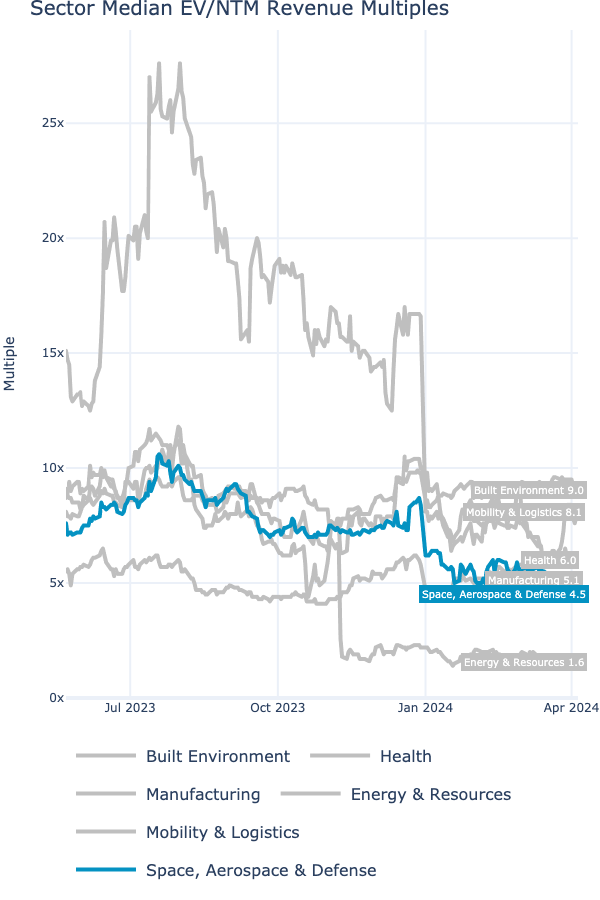 Sector Median EV/NTM Revenue Multiples
25x
20x
15x
10x
5x
0x
Multiple
Built Environment 9.0
Mobility & Logistics 8.1
Health 6.0
Manufacturing 5.1
Space, Aerospace & Defense 4.5
Energy & Resources 1.6
Jul 2023 Oct 2023 Jan 2024 Apr 2024
Built Environment Health
Manufacturing Energy & Resources
Mobility & Logistics
Space, Aerospace & Defense